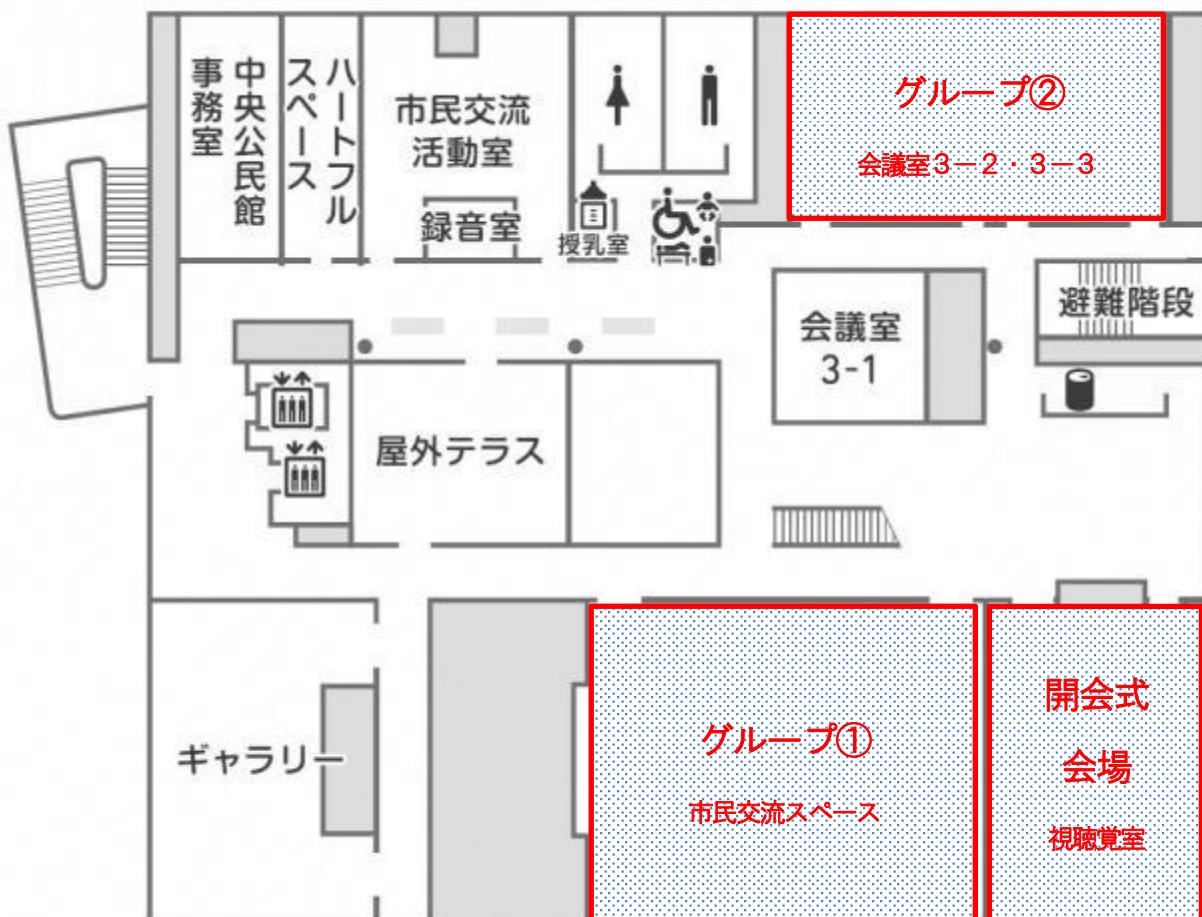 中央公民館
事務室
ハートフル
スペース
市民交流
活動室
録音室
授乳室
グループ②
会議室3-2・3-3
会議室
3-1
避難階段
屋外テラス
ギャラリー
グループ①
市民交流スペース
開会式
会場
視聴覚室